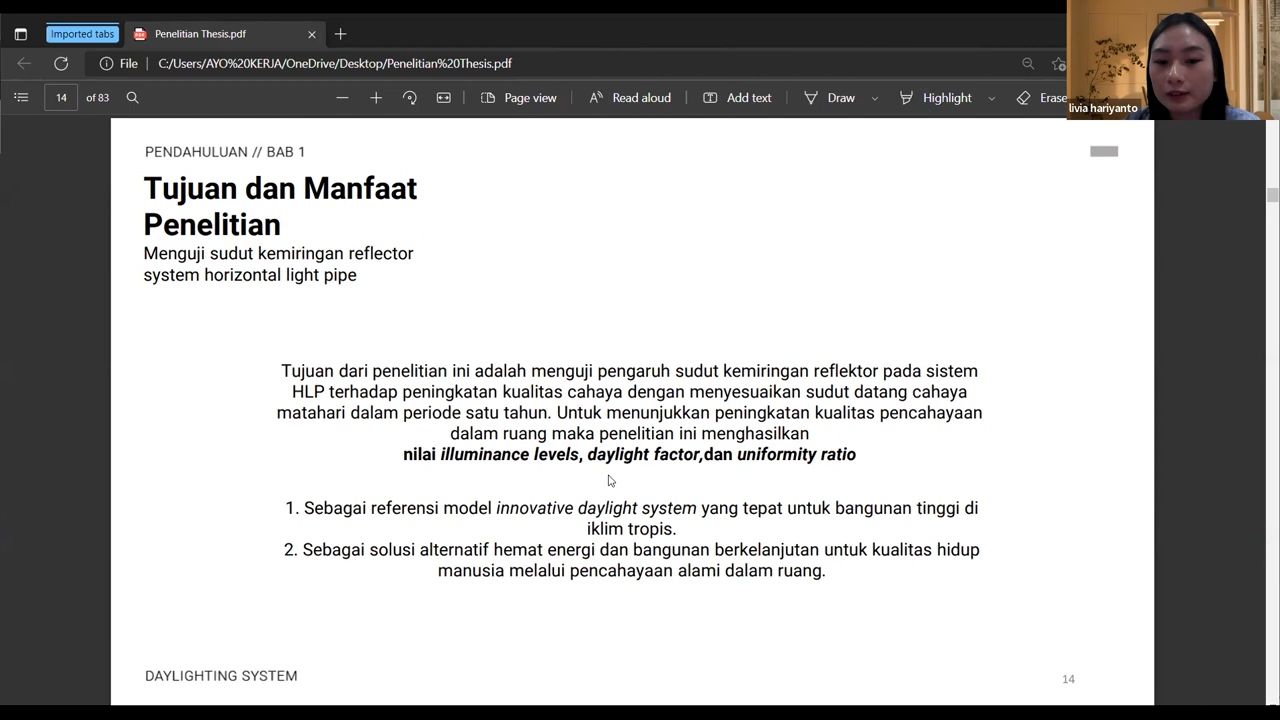 Imported tabs
Penelitian Thesis.pdf
File
C:/Users/AYO%20KERJA/OneDrive/Desktop/Penelitian%20Thesis.pdf
14 of 83
Page view
Read aloud
Add text
Draw
Highlight
Erase
livia hariyanto
PENDAHULUAN // BAB 1
Tujuan dan Manfaat
Penelitian
Menguji sudut kemiringan reflector
system horizontal light pipe
Tujuan dari penelitian ini adalah menguji pengaruh sudut kemiringan reflektor pada sistem
HLP terhadap peningkatan kualitas cahaya dengan menyesuaikan sudut datang cahaya
matahari dalam periode satu tahun. Untuk menunjukkan peningkatan kualitas pencahayaan
dalam ruang maka penelitian ini menghasilkan
nilai illuminance levels, daylight factor,dan uniformity ratio
1. Sebagai referensi model innovative daylight system yang tepat untuk bangunan tinggi di
iklim tropis.
2. Sebagai solusi alternatif hemat energi dan bangunan berkelanjutan untuk kualitas hidup
manusia melalui pencahayaan alami dalam ruang.
DAYLIGHTING SYSTEM
14